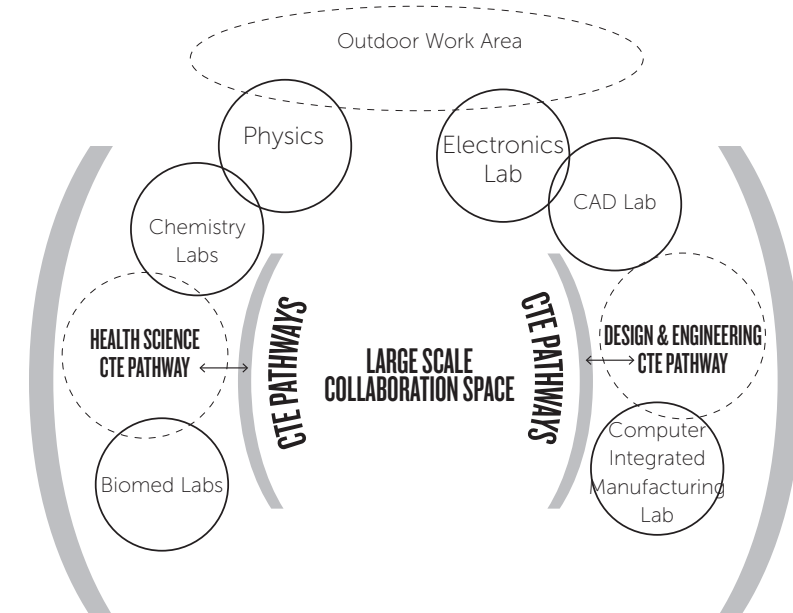 Outdoor Work Area
Physics
Electronics
Lab
CAD Lab
Chemistry
Labs
HEALTH SCIENCE
CTE PATHWAY
CTE PATHWAYS
LARGE SCALE
COLLABORATION SPACE
CTE PATHWAYS
DESIGN & ENGINEERING
CTE PATHWAY
Biomed Labs
Computer
Integrated
Manufacturing
Lab